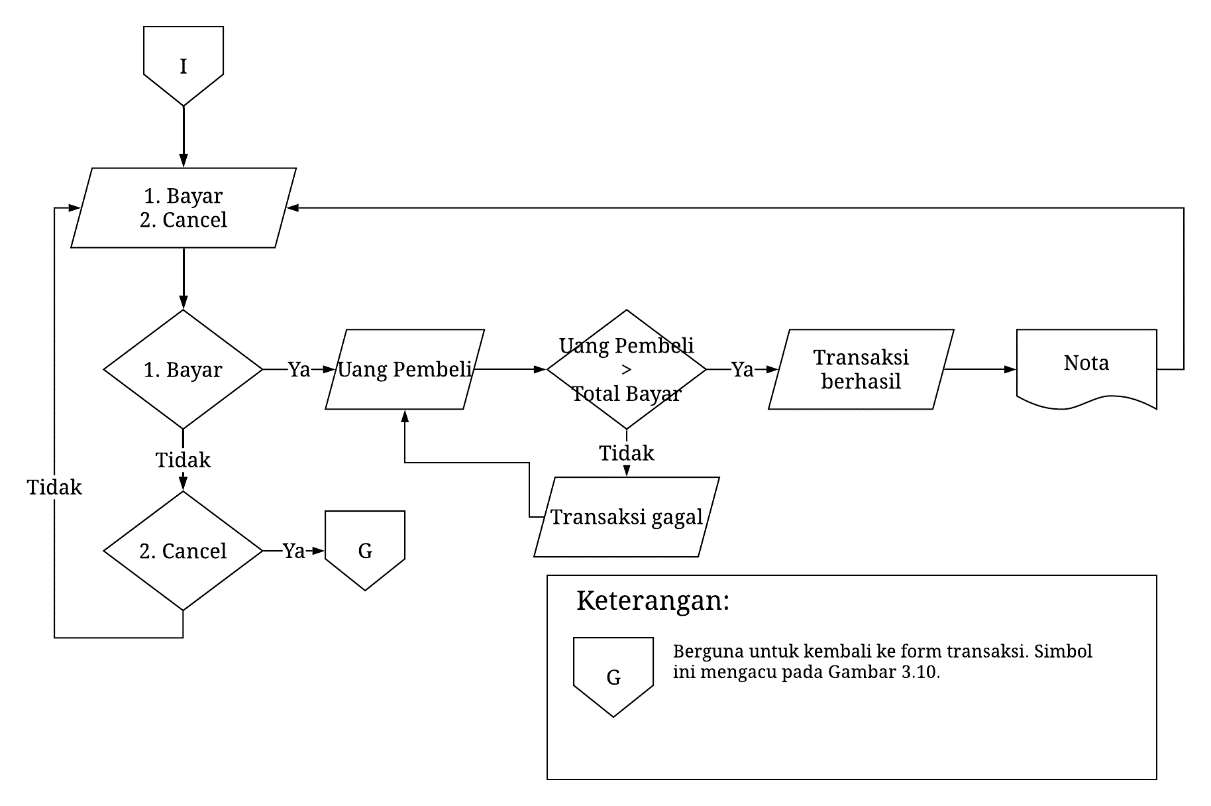 I
1. Bayar
2. Cancel
1. Bayar
Ya
Uang Pembeli
Uang Pembeli
>
Total Bayar
Ya
Transaksi
berhasil
Nota
Tidak
Tidak
Tidak
Transaksi gagal
2. Cancel
Ya
G
Keterangan:
G
Berguna untuk kembali ke form transaksi. Simbol
ini mengacu pada Gambar 3.10.